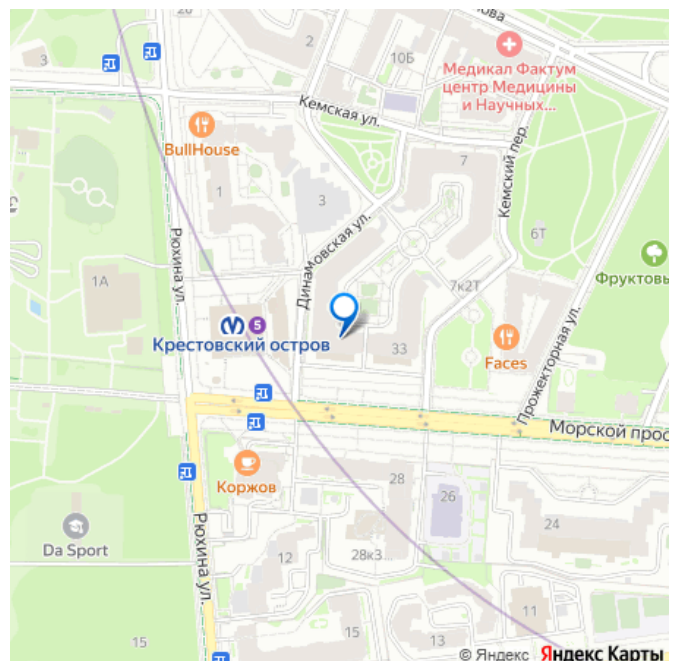 нова
2
10Б
3
Медикал Фактум
центр Медицины
и Научных...
Кемская ул.
BullHouse
Кемский пер.
7
1
3
Динамовская ул.
6Т
Рюхина ул.
1А
Фруктовы
7к2Т
М 5
Крестовский остров
33
Faces
Прожекторная ул.
Морской прос
Коржов
28
26
24
Da Sport
Рюхина ул.
12
28к3
11
15
15
13
© Яндекс Яндекс Карты